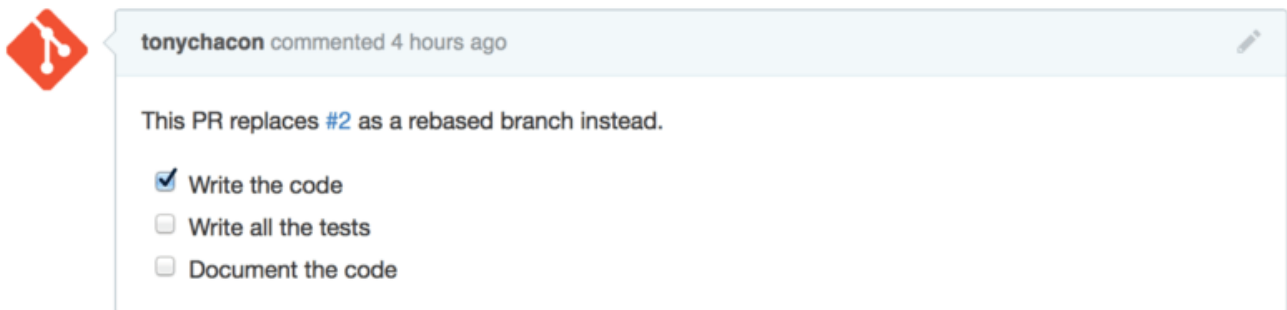 tonychacon commented 4 hours ago
This PR replaces #2 as a rebased branch instead.
Write the code
Write all the tests
Document the code